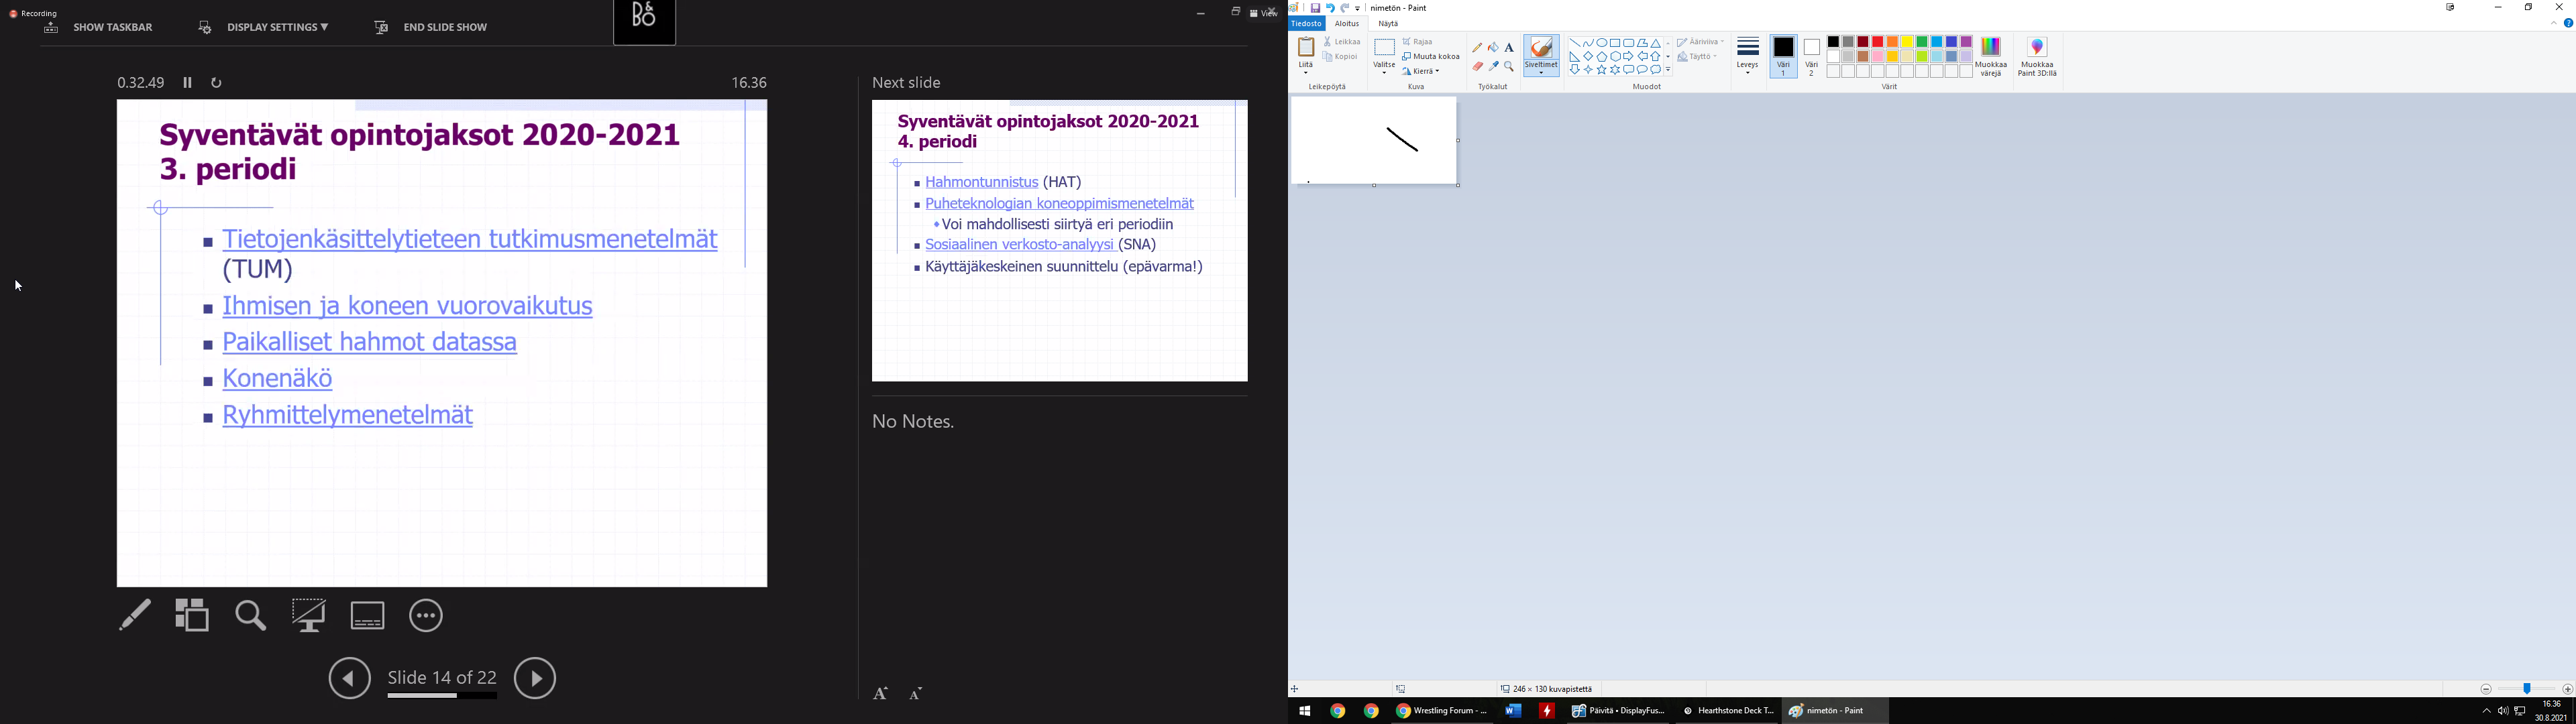 Recording
SHOW TASKBAR
DISPLAY SETTINGS ▼
END SLIDE SHOW
D&
BO
View
0.32.49
16.36
Syventävät opintojaksot 2020-2021
3. periodi
Tietojenkäsittelytieteen tutkimusmenetelmät
(TUM)
Ihmisen ja koneen vuorovaikutus
Paikalliset hahmot datassa
Konenäkö
Ryhmittelymenetelmät
Slide 14 of 22
Next slide
Syventävät opintojaksot 2020-2021
4. periodi
Hahmontunnistus (HAT)
Puheteknologian koneoppimismenetelmät
Voi mahdollisesti siirtyä eri periodiin
Sosiaalinen verkosto-analyysi (SNA)
Käyttäjäkeskeinen suunnittelu (epävarma!)
No Notes.
A A
nimetön - Paint
Tiedosto Aloitus Näytä
Liitä
Leikkaa
Kopioi
Leikepöytä
Valitse
Rajaa
Muuta kokoa
Kierrä
Kuva
A
Työkalut
Siveltimet
Ääriviiva
Täyttö
Muodot
Leveys
Väri
1
Väri
2
Värit
Muokkaa
värejä
Muokkaa
Paint 3D:llä
246 × 130 kuvapistettä
Wrestling Forum - ...
Päivitä • DisplayFus...
Hearthstone Deck T...
nimetön - Paint
16.36
30.8.2021